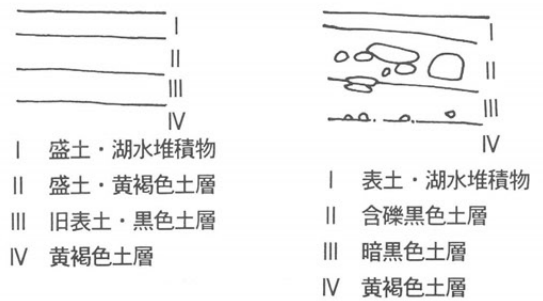 Ⅰ
Ⅱ
Ⅲ
Ⅳ
Ⅰ 盛土・湖水堆積物
Ⅱ 盛土・黄褐色土層
Ⅲ 旧表土・黒色土層
Ⅳ 黄褐色土層
Ⅰ
Ⅱ
Ⅲ
Ⅳ
Ⅰ 表土・湖水堆積物
Ⅱ 含礫黒色土層
Ⅲ 暗黒色土層
Ⅳ 黄褐色土層